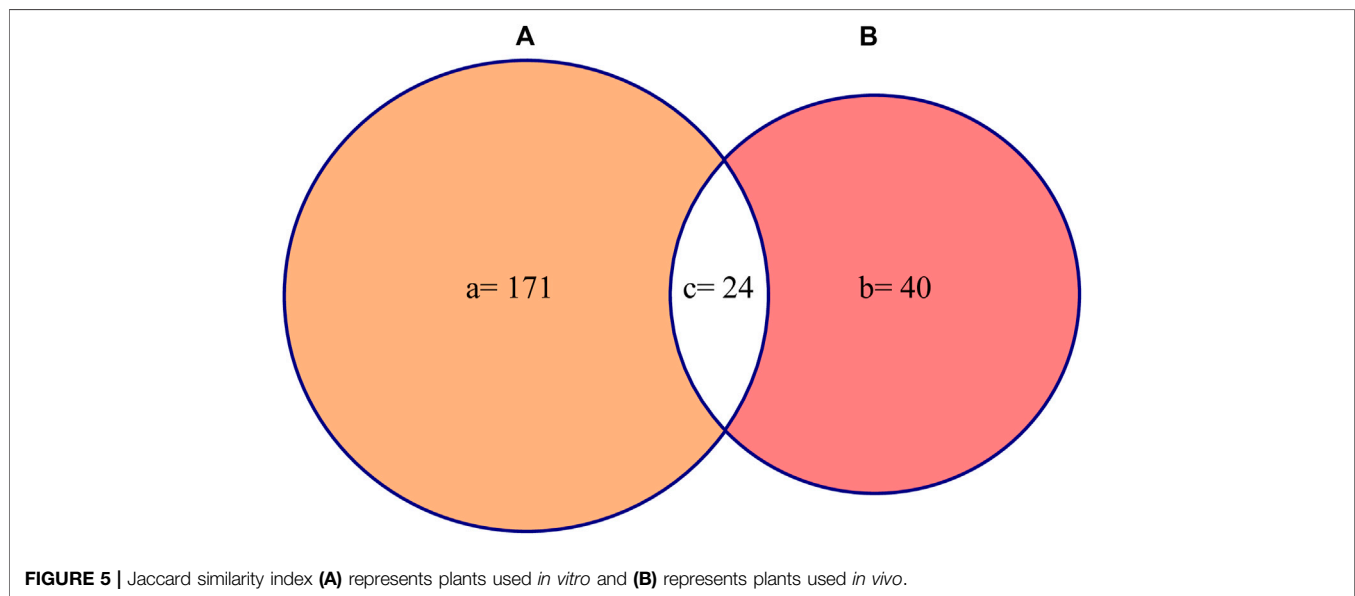 A B
a= 171 c= 24 b= 40
FIGURE 5 | Jaccard similarity index (A) represents plants used in vitro and (B) represents plants used in vivo.